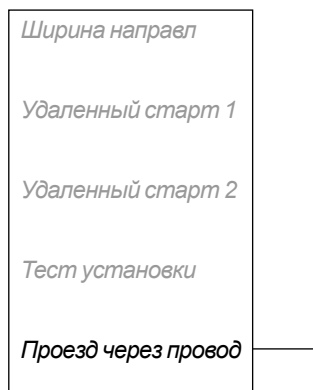 Ширина направл
Удаленный старт 1
Удаленный старт 2
Тест установки
Проезд через провод